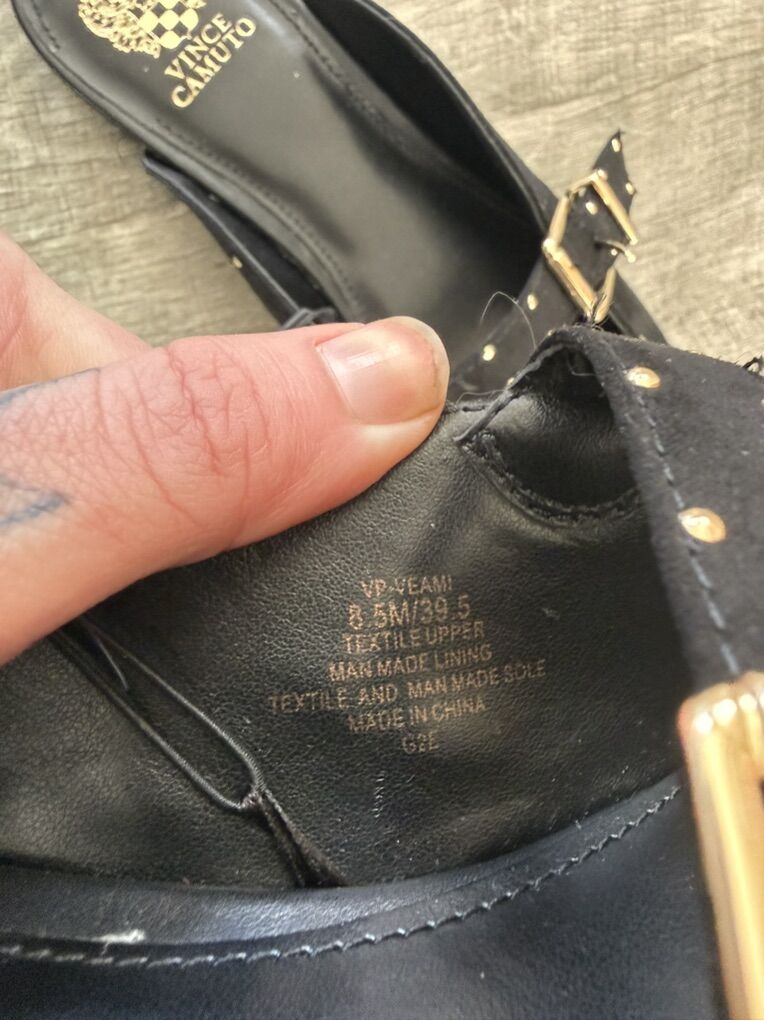 VINCE
CAMUTO
VP-VEAMI
8.5M/39.5
TEXTILE UPPER
MAN MADE LINING
TEXTILE AND MAN MADE SOLE
MADE IN CHINA
G2E